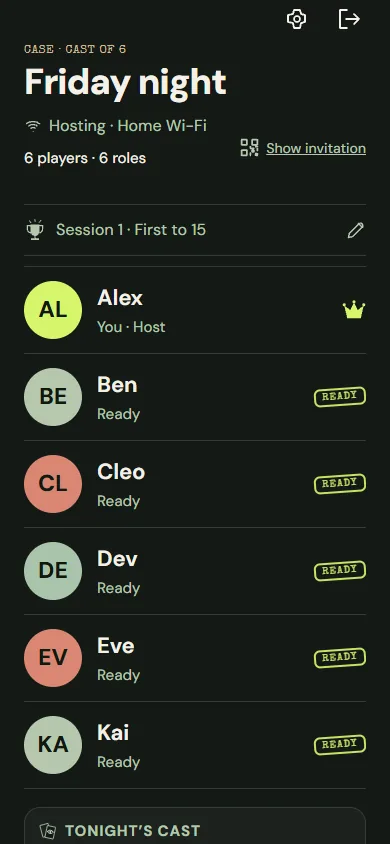 CASE · CAST OF 6
Friday night
Hosting · Home Wi-Fi
6 players · 6 roles
Show invitation
Session 1 · First to 15
AL
Alex
You · Host
BE
Ben
Ready
READY
CL
Cleo
Ready
READY
DE
Dev
Ready
READY
EV
Eve
Ready
READY
KA
Kai
Ready
READY
TONIGHT’S CAST